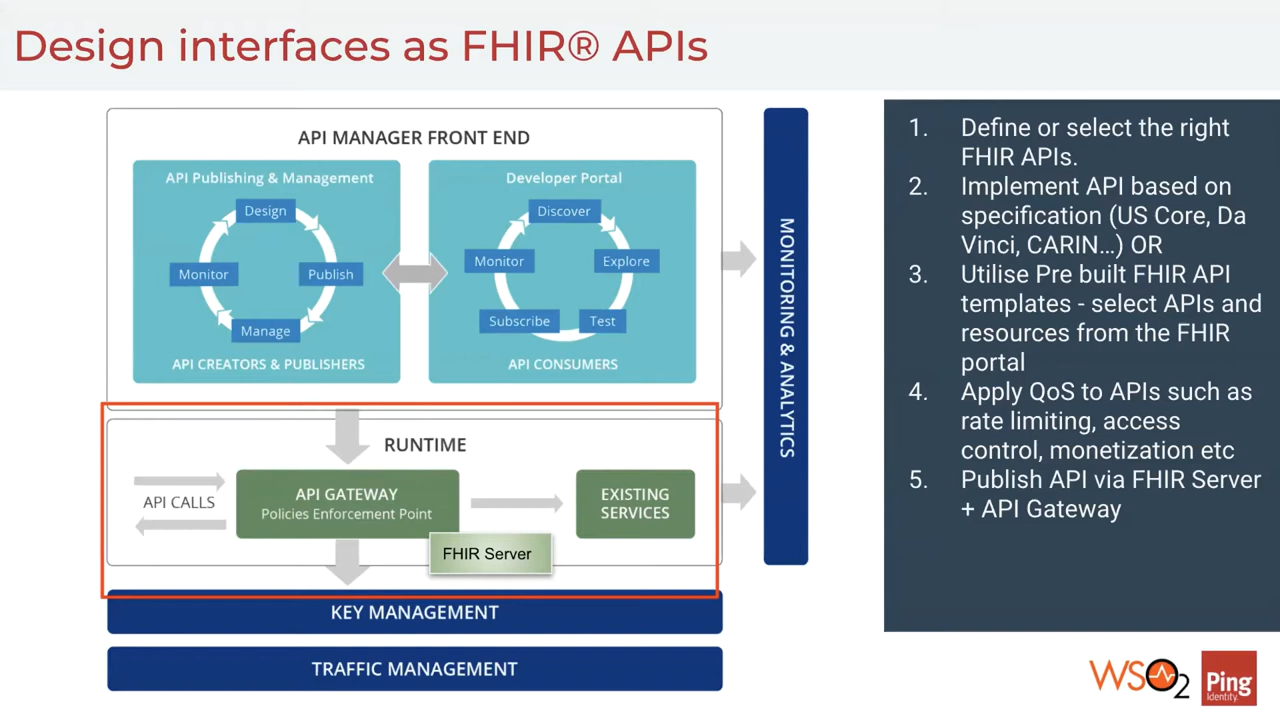 Design interfaces as FHIR® APIs
API MANAGER FRONT END
API Publishing & Management
Design
Monitor
Publish
Manage
API CREATORS & PUBLISHERS
Developer Portal
Discover
Monitor
Explore
Subscribe
Test
API CONSUMERS
RUNTIME
API CALLS
API GATEWAY
Policies Enforcement Point
EXISTING
SERVICES
FHIR Server
KEY MANAGEMENT
TRAFFIC MANAGEMENT
MONITORING & ANALYTICS
1. Define or select the right
FHIR APIs.
2. Implement API based on
specification (US Core, Da
Vinci, CARIN…) OR
3. Utilise Pre built FHIR API
templates - select APIs and
resources from the FHIR
portal
4. Apply QoS to APIs such as
rate limiting, access
control, monetization etc
5. Publish API via FHIR Server
+ API Gateway
WSO2
Ping
Identity.